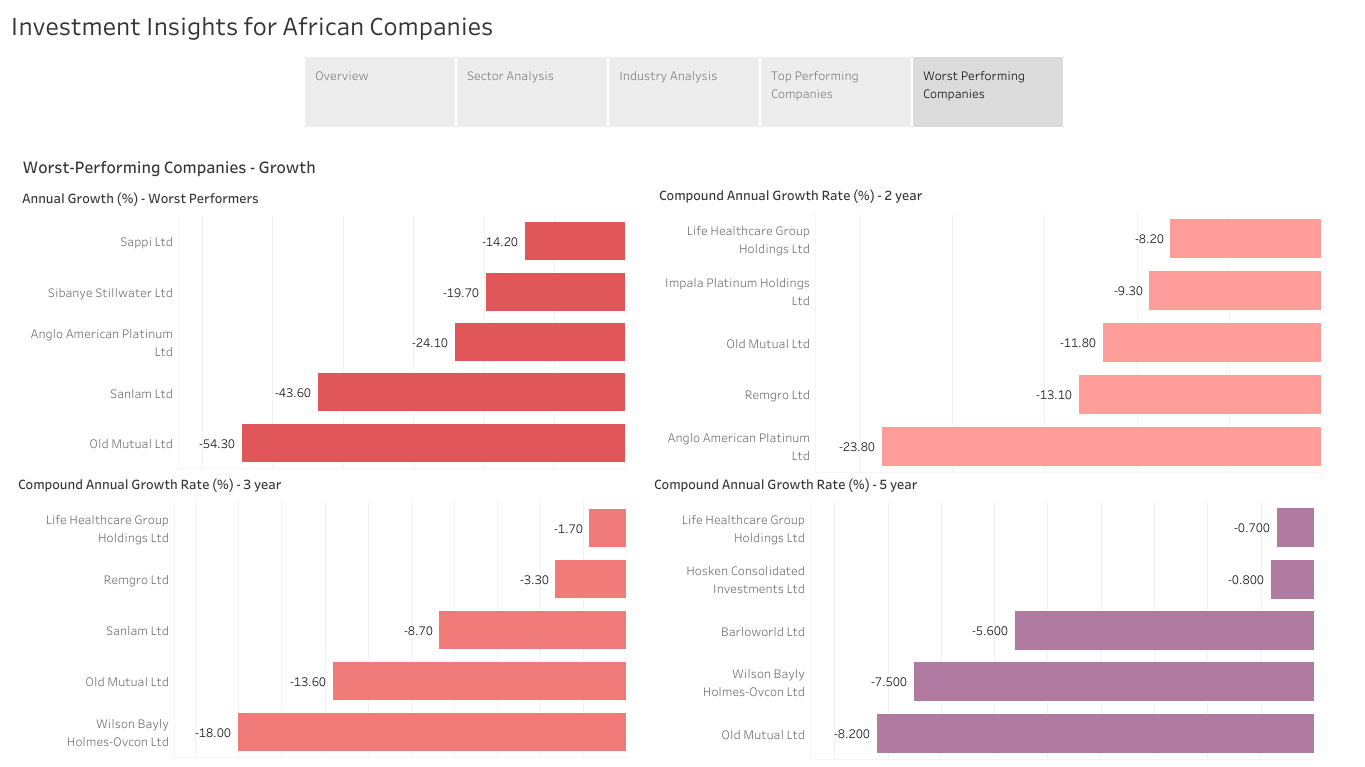 Investment Insights for African Companies
Overview
Sector Analysis
Industry Analysis
Top Performing
Companies
Worst Performing
Companies
Worst-Performing Companies - Growth
Annual Growth (%) - Worst Performers
Sappi Ltd
-14.20
Sibanye Stillwater Ltd
-19.70
Anglo American Platinum
Ltd
-24.10
Sanlam Ltd
-43.60
Old Mutual Ltd
-54.30
Compound Annual Growth Rate (%) - 2 year
Life Healthcare Group
Holdings Ltd
-8.20
Impala Platinum Holdings
Ltd
-9.30
Old Mutual Ltd
-11.80
Remgro Ltd
-13.10
Anglo American Platinum
Ltd
-23.80
Compound Annual Growth Rate (%) - 3 year
Life Healthcare Group
Holdings Ltd
-1.70
Remgro Ltd
-3.30
Sanlam Ltd
-8.70
Old Mutual Ltd
-13.60
Wilson Bayly
Holmes-Ovcon Ltd
-18.00
Compound Annual Growth Rate (%) - 5 year
Life Healthcare Group
Holdings Ltd
-0.700
Hosken Consolidated
Investments Ltd
-0.800
Barloworld Ltd
-5.600
Wilson Bayly
Holmes-Ovcon Ltd
-7.500
Old Mutual Ltd
-8.200